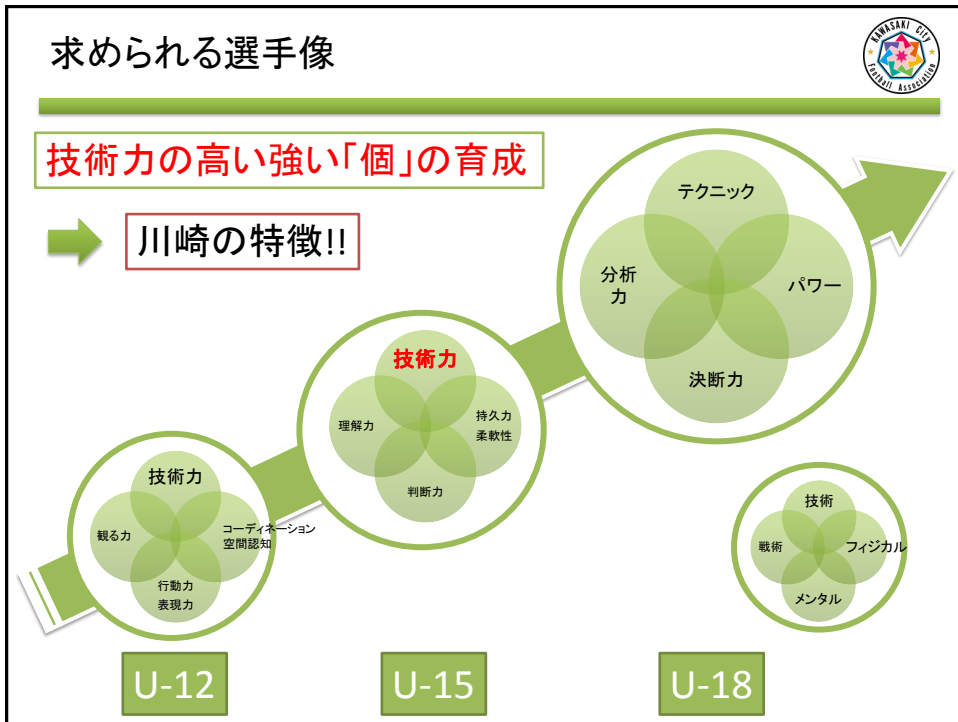 求められる選手像
KAWASAKI CITY
Football Association
技術力の高い強い「個」の育成
川崎の特徴!!
テクニック
分析
力
パワー
決断力
技術力
理解力
持久力
柔軟性
判断力
技術力
観る力
コーディネーション
空間認知
行動力
表現力
技術
戦術
フィジカル
メンタル
U-12
U-15
U-18